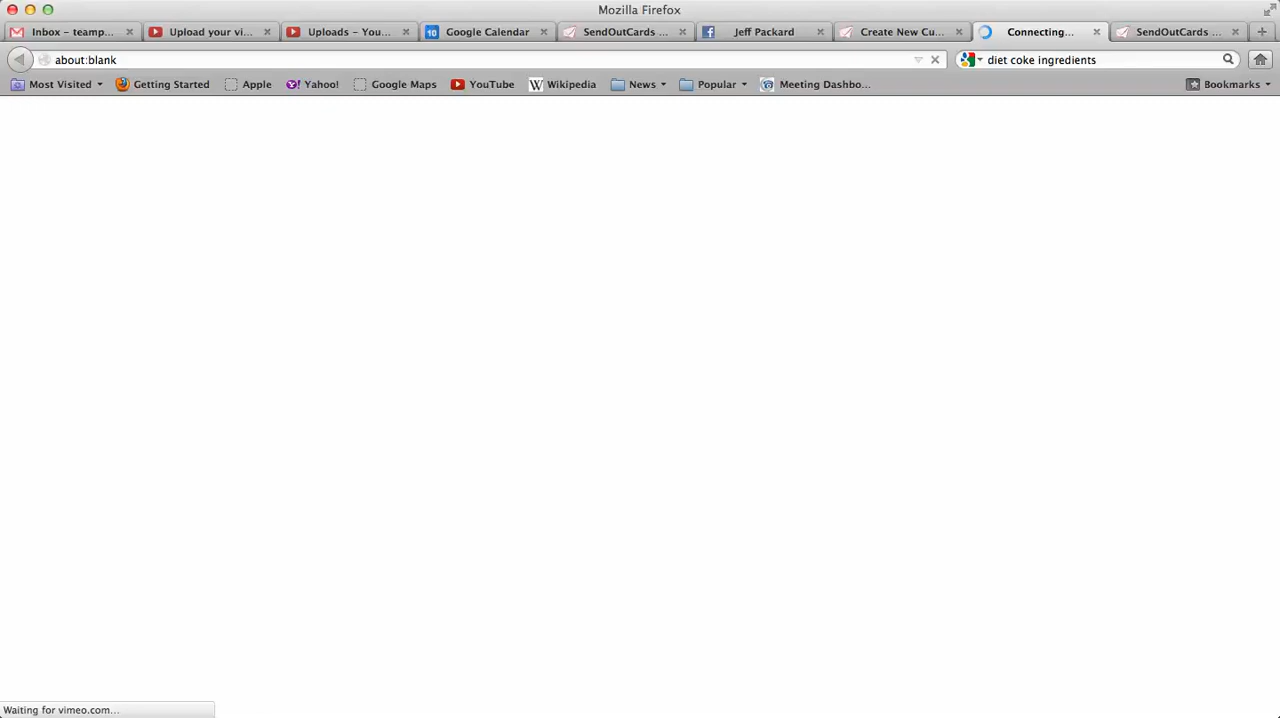 Mozilla Firefox
Inbox – teamp... Upload your vi... Uploads – You... 10 Google Calendar SendOutCards ... Jeff Packard Create New Cu... Connecting... SendOutCards ...
about:blank diet coke ingredients
Most Visited Getting Started Apple Yahoo! Google Maps YouTube W Wikipedia News Popular Meeting Dashbo... Bookmarks
Waiting for vimeo.com...